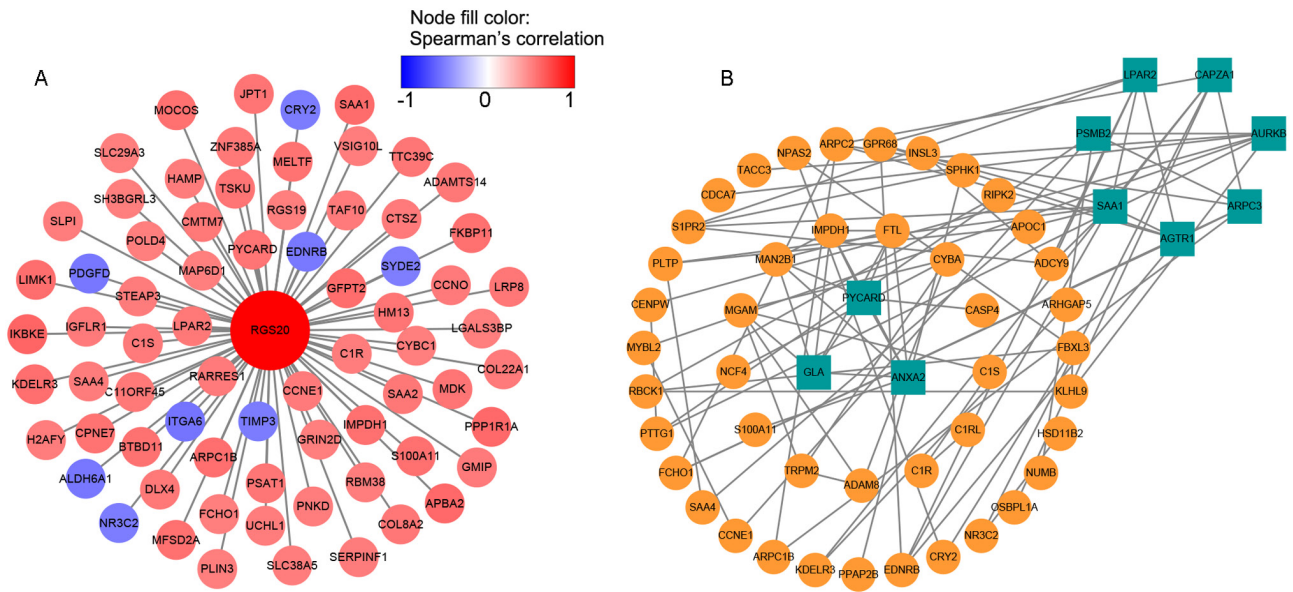 Node fill color:
Spearman's correlation
-1 0 1
A
JPT1
CRY2
SAA1
MOCOS
ZNF385A
VSIG10L
SLC29A3
MELTF
TTC39C
HAMP
TSKU
ADAMTS14
SH3BGRL3
RGS19
TAF10
CTSZ
SLPI
CMTM7
FKBP11
POLD4
PYCARD
EDNRB
SYDE2
PDGFD
MAP6D1
LIMK1
STEAP3
GFPT2
CCNO
LRP8
HM13
IKBKE
IGFLR1
LPAR2
RGS20
LGALS3BP
C1S
C1R
CYBC1
COL22A1
KDELR3
SAA4
C11ORF45
RARRES1
CCNE1
SAA2
MDK
ITGA6
TIMP3
PPP1R1A
H2AFY
CPNE7
IMPDH1
BTBD11
GRIN2D
ARPC1B
S100A11
GMIP
ALDH6A1
DLX4
PSAT1
RBM38
APBA2
NR3C2
FCHO1
PNKD
UCHL1
COL8A2
MFSD2A
SERPINF1
PLIN3
SLC38A5
B
LPAR2
CAPZA1
PSMB2
AURKB
ARPC2
GPR68
NPAS2
INSL3
TACC3
SPHK1
CDCA7
RIPK2
SAA1
ARPC3
S1PR2
IMPDH1
FTL
APOC1
AGTR1
PLTP
MAN2B1
CYBA
ADCY9
CENPW
PYCARD
CASP4
ARHGAP5
MGAM
MYBL2
FBXL3
NCF4
GLA
ANXA2
C1S
RBCK1
KLHL9
PTTG1
S100A11
C1RL
HSD11B2
FCHO1
TRPM2
C1R
NUMB
ADAM8
SAA4
OSBPL1A
CCNE1
NR3C2
ARPC1B
CRY2
KDELR3
PPAP2B
EDNRB